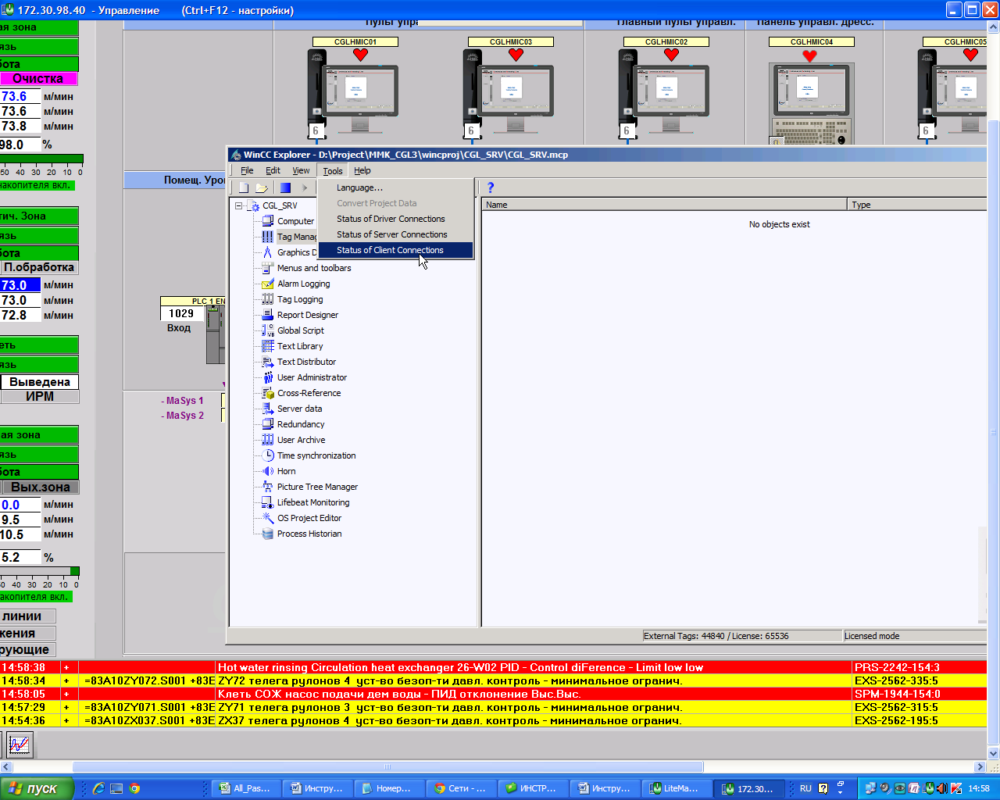 172.30.98.40 - Управление (Ctrl+F12 - настройки)
ая зона
язь
бота
Очистка
73.6 м/мин
73.6 м/мин
73.8 м/мин
98.0 %
50 40 30 20 10 0
накопителя вкл.
тич. Зона
язь
бота
П.обработка
73.0 м/мин
73.0 м/мин
72.8 м/мин
еть
язь
Выведена
ИРМ
ая зона
язь
бота
Вых.зона
0.0 м/мин
9.5 м/мин
10.5 м/мин
5.2 %
50 40 30 20 10 0
акопителя вкл.
линии
жения
рующие
Пульт упра
Главный пульт управл.
Панель управл. дресс.
CGLHMIC01
CGLHMIC03
CGLHMIC02
CGLHMIC04
CGLHMIC05
6
6
6
6
Помещ. Уро
PLC 1 EN
1029
Вход
- MaSys 1
- MaSys 2
WinCC Explorer - D:\Project\MMK_CGL3\wincproj\CGL_SRV\CGL_SRV.mcp
File Edit View Tools Help
Language...
Convert Project Data
Status of Driver Connections
Status of Server Connections
Status of Client Connections
CGL_SRV
Computer
Tag Manag
Graphics D
Menus and toolbars
Alarm Logging
Tag Logging
Report Designer
Global Script
Text Library
Text Distributor
User Administrator
Cross-Reference
Server data
Redundancy
User Archive
Time synchronization
Horn
Picture Tree Manager
Lifebeat Monitoring
OS Project Editor
Process Historian
Name Type
No objects exist
External Tags: 44840 / License: 65536 Licensed mode
14:58:38 + Hot water rinsing Circulation heat exchanger 26-W02 PID - Control diFerence - Limit low low PRS-2242-154:3
14:58:34 + =83A10ZY072.S001 +83E ZY72 телега рулонов 4 уст-во безоп-ти давл. контроль - минимальное огранич. EXS-2562-335:5
14:58:05 + Клеть СОЖ насос подачи дем воды - ПИД отклонение Выс.Выс. SPM-1944-154:0
14:57:29 + =83A10ZY071.S001 +83E ZY71 телега рулонов 3 уст-во безоп-ти давл. контроль - минимальное огранич. EXS-2562-315:5
14:54:36 + =83A10ZX037.S001 +83E ZX37 телега рулонов 4 уст-во безоп-ти давл. контроль - минимальное огранич. EXS-2562-195:5
пуск All_Pas... Инстру... Номер... Сети - ... ИНСТР... Инстру... LiteMa... 172.30... RU 14:58